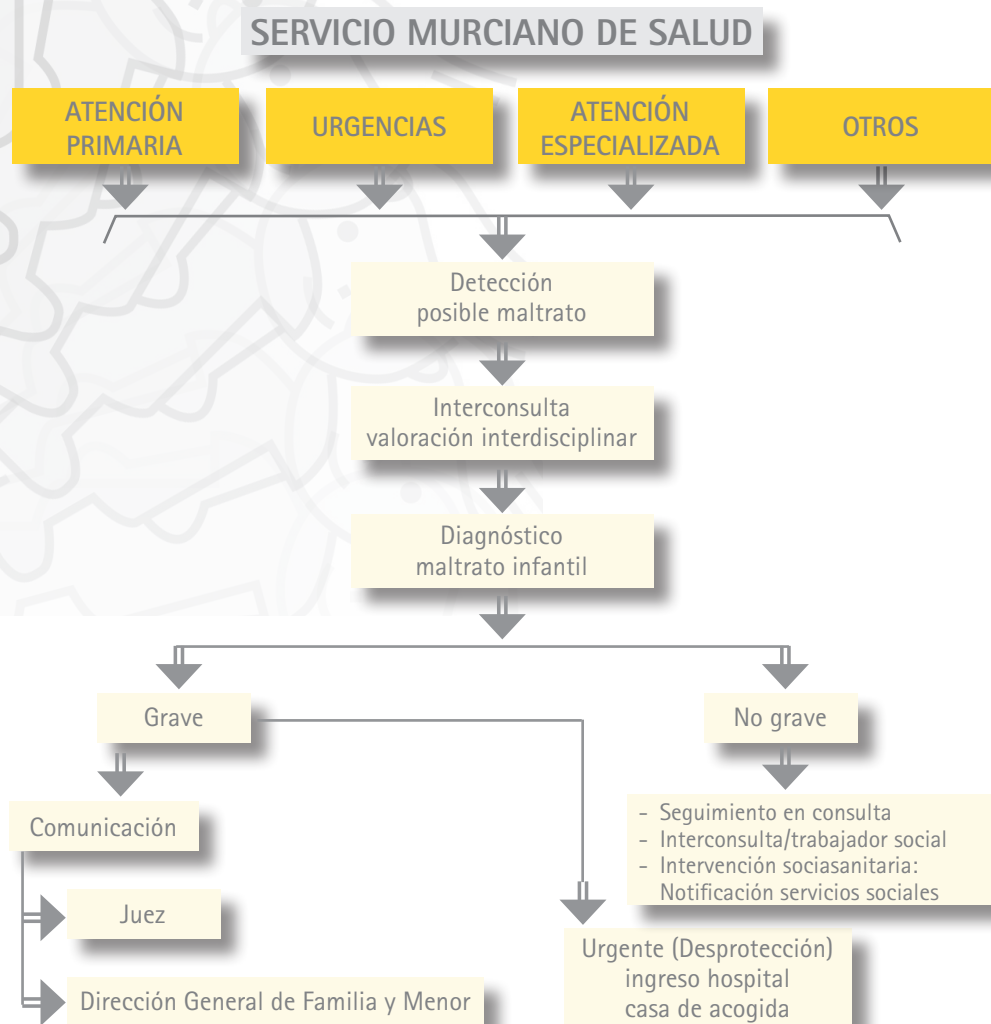 SERVICIO MURCIANO DE SALUD
ATENCIÓN
PRIMARIA
URGENCIAS
ATENCIÓN
ESPECIALIZADA
OTROS
Detección
posible maltrato
Interconsulta
valoración interdisciplinar
Diagnóstico
maltrato infantil
Grave
No grave
Comunicación
- Seguimiento en consulta
- Interconsulta/trabajador social
- Intervención sociasanitaria:
Notificación servicios sociales
Juez
Dirección General de Familia y Menor
Urgente (Desprotección)
ingreso hospital
casa de acogida